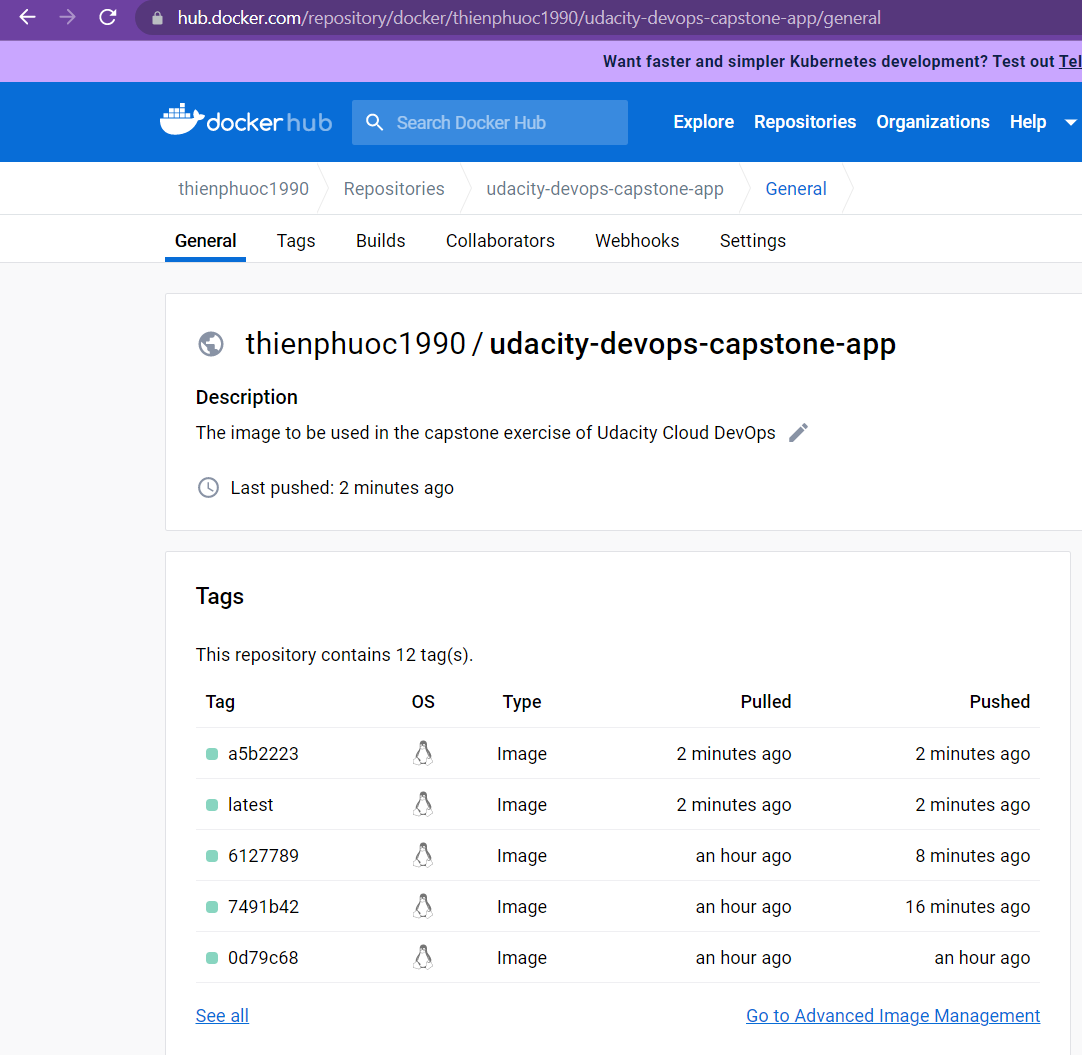 hub.docker.com/repository/docker/thienphuoc1990/udacity-devops-capstone-app/general
Want faster and simpler Kubernetes development? Test out Tel
docker hub Search Docker Hub Explore Repositories Organizations Help
thienphuoc1990 Repositories udacity-devops-capstone-app General
General Tags Builds Collaborators Webhooks Settings
thienphuoc1990 / udacity-devops-capstone-app
Description
The image to be used in the capstone exercise of Udacity Cloud DevOps
Last pushed: 2 minutes ago
Tags
This repository contains 12 tag(s).
Tag OS Type Pulled Pushed
a5b2223 Image 2 minutes ago 2 minutes ago
latest Image 2 minutes ago 2 minutes ago
6127789 Image an hour ago 8 minutes ago
7491b42 Image an hour ago 16 minutes ago
0d79c68 Image an hour ago an hour ago
See all Go to Advanced Image Management